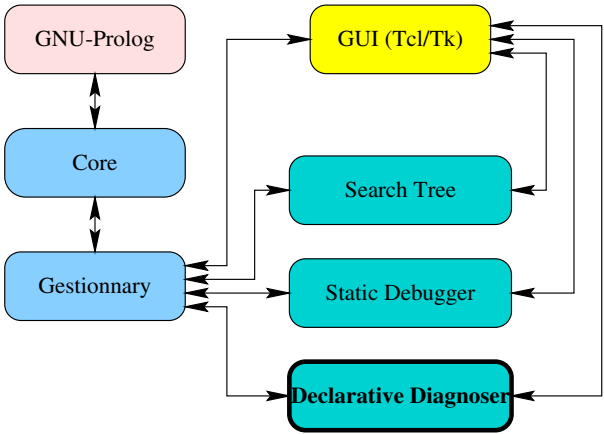 GNU-Prolog
GUI (Tcl/Tk)
Core
Search Tree
Gestionnary
Static Debugger
Declarative Diagnoser